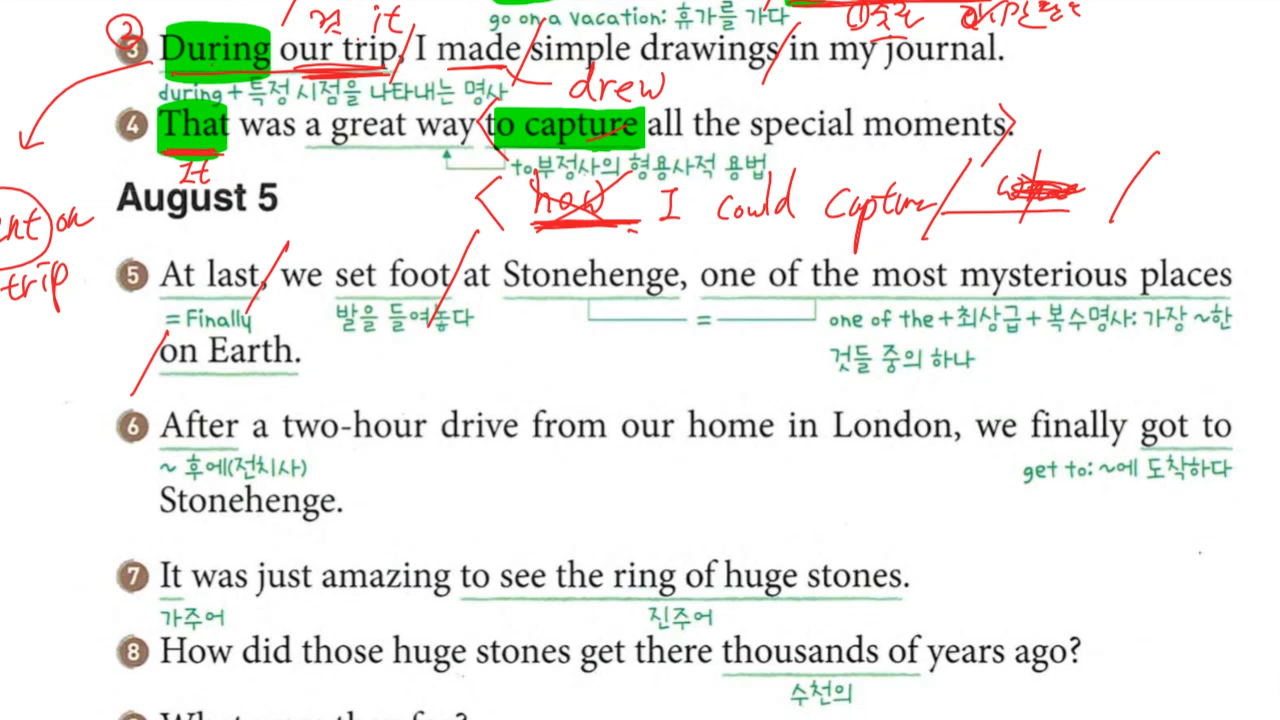 것 it
go on a vacation: 휴가를 가다
③ During our trip, I made simple drawings in my journal.
during + 특정 시점을 나타내는 명사
drew
④ That was a great way to capture all the special moments.
It
to부정사의 형용사적 용법
how I could capture
August 5
on
trip
⑤ At last, we set foot at Stonehenge, one of the most mysterious places
= Finally
발을 들여놓다
=
one of the + 최상급 + 복수명사: 가장 ~한
것들 중의 하나
on Earth.
⑥ After a two-hour drive from our home in London, we finally got to
~ 후에(전치사)
get to: ~에 도착하다
Stonehenge.
⑦ It was just amazing to see the ring of huge stones.
가주어
진주어
⑧ How did those huge stones get there thousands of years ago?
수천의